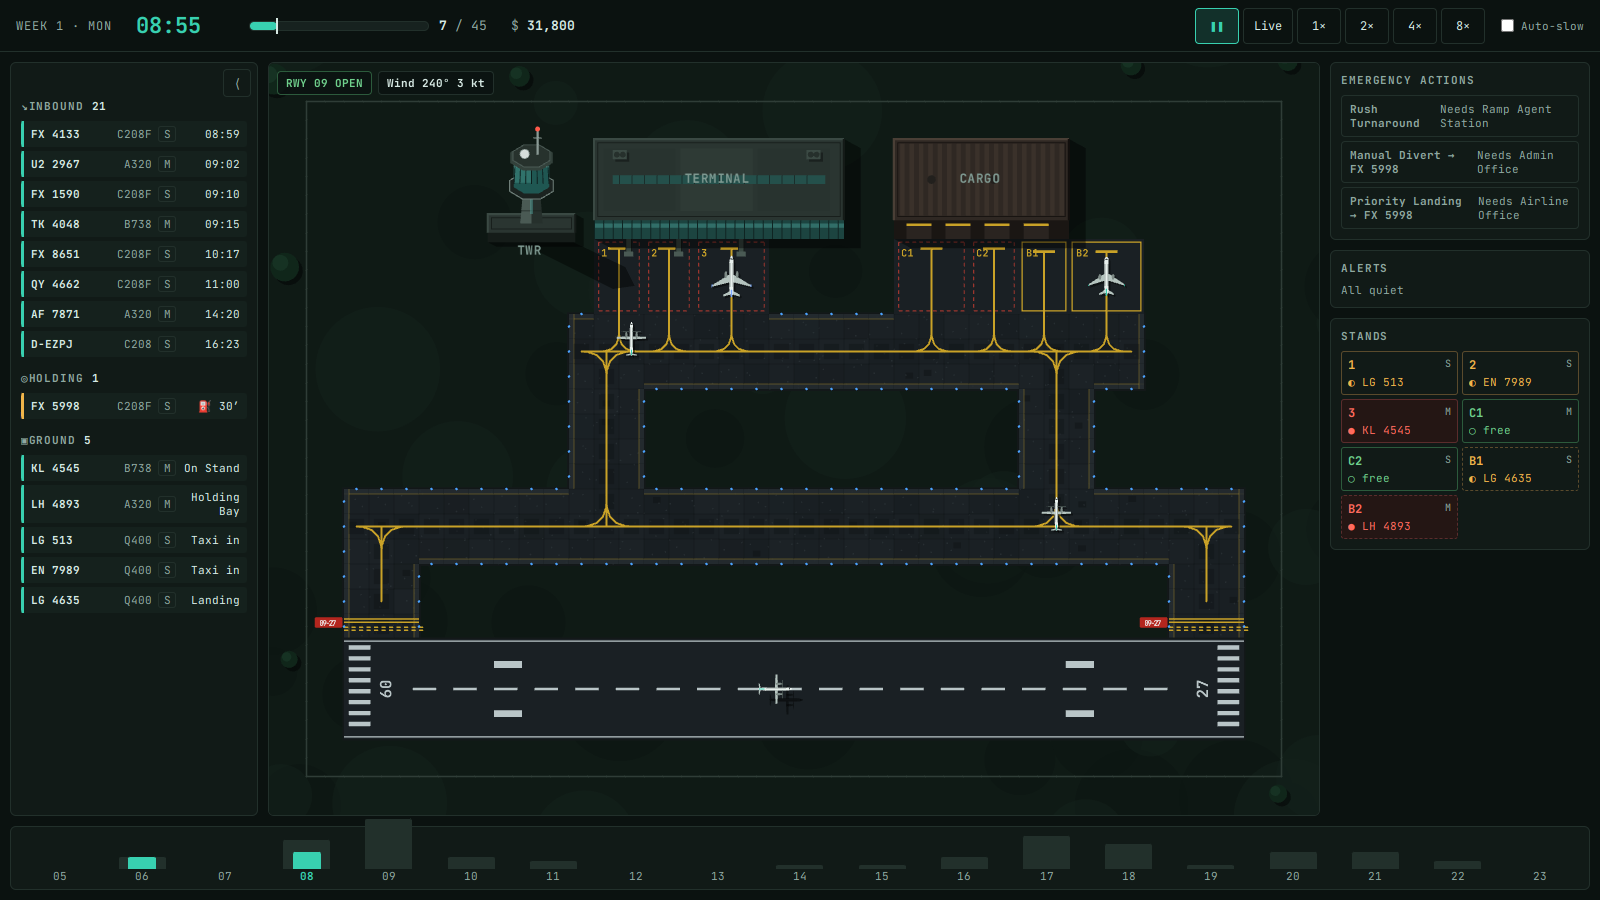 WEEK 1 · MON 08:55 7 / 45 $ 31,800 Live 1× 2× 4× 8× Auto-slow
INBOUND 21
FX 4133 C208F S 08:59
U2 2967 A320 M 09:02
FX 1590 C208F S 09:10
TK 4048 B738 M 09:15
FX 8651 C208F S 10:17
QY 4662 C208F S 11:00
AF 7871 A320 M 14:20
D-EZPJ C208 S 16:23
HOLDING 1
FX 5998 C208F S 30′
GROUND 5
KL 4545 B738 M On Stand
LH 4893 A320 M Holding Bay
LG 513 Q400 S Taxi in
EN 7989 Q400 S Taxi in
LG 4635 Q400 S Landing
RWY 09 OPEN Wind 240° 3 kt
TERMINAL CARGO
TWR
1 2 3 C1 C2 B1 B2
09-27 09-27
09 27
EMERGENCY ACTIONS
Rush Turnaround Needs Ramp Agent Station
Manual Divert → FX 5998 Needs Admin Office
Priority Landing → FX 5998 Needs Airline Office
ALERTS
All quiet
STANDS
1 S
LG 513
2 S
EN 7989
3 M
KL 4545
C1 M
free
C2 S
free
B1 S
LG 4635
B2 M
LH 4893
05 06 07 08 09 10 11 12 13 14 15 16 17 18 19 20 21 22 23